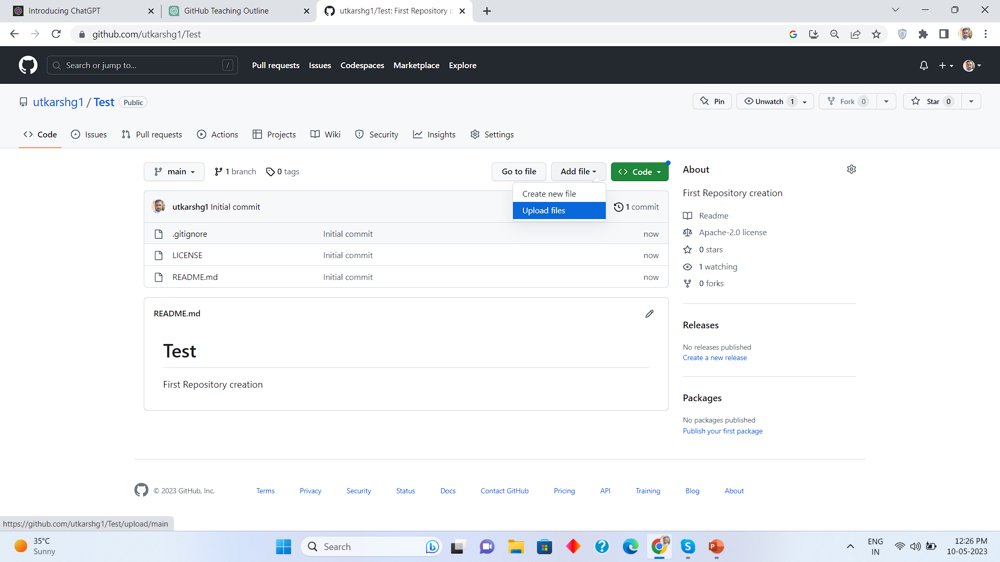 Introducing ChatGPT
GitHub Teaching Outline
utkarshg1/Test: First Repository c
github.com/utkarshg1/Test
Search or jump to... /
Pull requests Issues Codespaces Marketplace Explore
utkarshg1 / Test Public
Pin
Unwatch 1
Fork 0
Star 0
Code
Issues
Pull requests
Actions
Projects
Wiki
Security
Insights
Settings
main
1 branch
0 tags
Go to file
Add file
Code
Create new file
Upload files
utkarshg1 Initial commit
1 commit
.gitignore Initial commit now
LICENSE Initial commit now
README.md Initial commit now
README.md
Test
First Repository creation
About
First Repository creation
Readme
Apache-2.0 license
0 stars
1 watching
0 forks
Releases
No releases published
Create a new release
Packages
No packages published
Publish your first package
© 2023 GitHub, Inc. Terms Privacy Security Status Docs Contact GitHub Pricing API Training Blog About
https://github.com/utkarshg1/Test/upload/main
35°C
Sunny
Search
ENG
IN
12:26 PM
10-05-2023